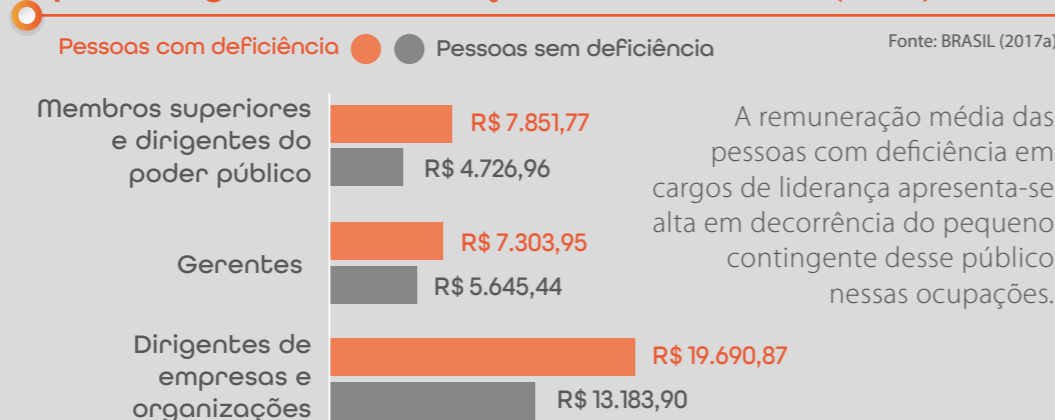 Pessoas com deficiência
Pessoas sem deficiência
Fonte: BRASIL (2017a)
Membros superiores
e dirigentes do
poder público
R$ 7.851,77
R$ 4.726,96
A remuneração média das
pessoas com deficiência em
cargos de liderança apresenta-se
alta em decorrência do pequeno
contingente desse público
nessas ocupações.
Gerentes
R$ 7.303,95
R$ 5.645,44
Dirigentes de
empresas e
organizações
R$ 19.690,87
R$ 13.183,90